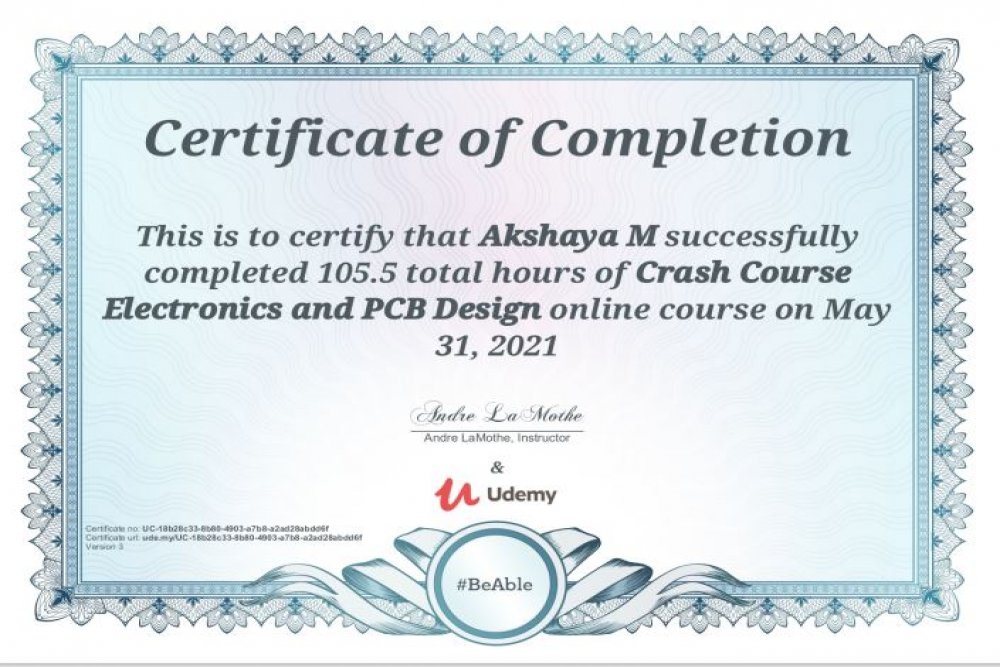 Certificate of Completion
This is to certify that Akshaya M successfully
completed 105.5 total hours of Crash Course
Electronics and PCB Design online course on May
31, 2021
Andre LaMothe
Andre LaMothe, Instructor
&
Udemy
Certificate no: UC-18b28c33-8b80-4903-a7b8-a2ad28abdd6f
Certificate url: ude.my/UC-18b28c33-8b80-4903-a7b8-a2ad28abdd6f
Version 3
#BeAble